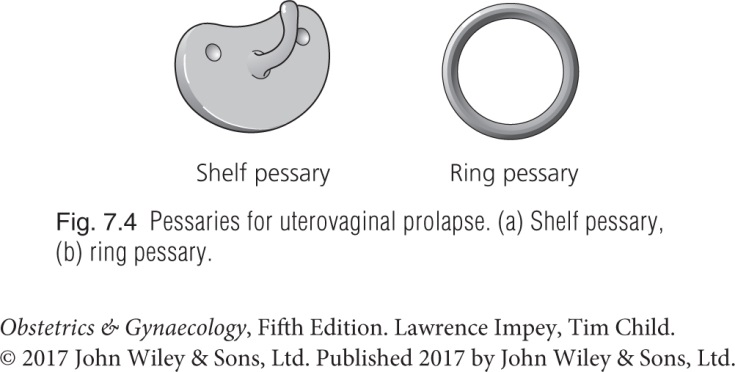 Shelf pessary Ring pessary
Fig. 7.4 Pessaries for uterovaginal prolapse. (a) Shelf pessary,
(b) ring pessary.
Obstetrics & Gynaecology, Fifth Edition. Lawrence Impey, Tim Child.
© 2017 John Wiley & Sons, Ltd. Published 2017 by John Wiley & Sons, Ltd.